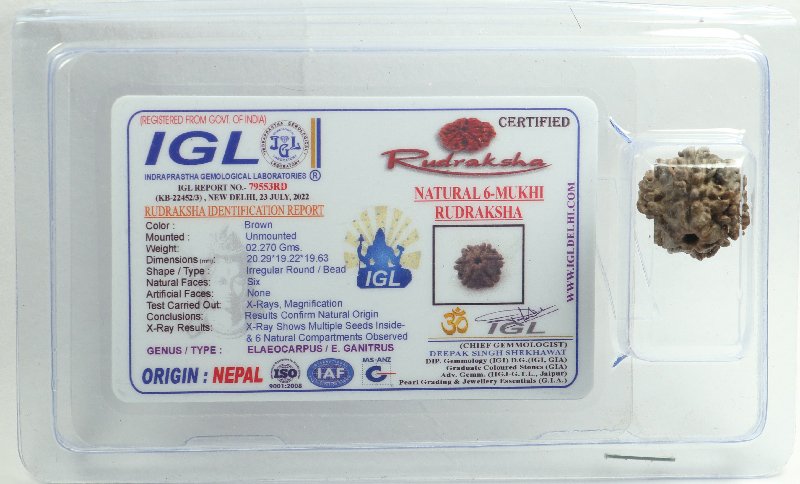 (REGISTERED FROM GOVT. OF INDIA)
IGL
INDRAPRASTHA GEMOLOGICAL LABORATORIES ®
IGL REPORT NO.- 79553RD
(KB-22452/3) , NEW DELHI, 23 JULY, 2022
RUDRAKSHA IDENTIFICATION REPORT
Color : Brown
Mounted : Unmounted
Weight: 02.270 Gms.
Dimensions (mm): 20.29*19.22*19.63
Shape / Type : Irregular Round / Bead
Natural Faces: Six
Artificial Faces: None
Test Carried Out: X-Rays, Magnification
Conclusions: Results Confirm Natural Origin
X-Ray Results: X-Ray Shows Multiple Seeds Inside-
& 6 Natural Compartments Observed
GENUS / TYPE : ELAEOCARPUS / E. GANITRUS
ORIGIN : NEPAL
ISO
9001:2008
IAF
JAS-ANZ
IGL
CERTIFIED
Rudraksha
NATURAL 6-MUKHI
RUDRAKSHA
WWW.IGLDELHI.COM
ॐ
IGL
(CHIEF GEMMOLOGIST)
DEEPAK SINGH SHEKHAWAT
DIP. Gemmology (IGI) D.G.(IGI, GIA)
Graduate Coloured Stones (GIA)
Adv. Gemm. (HGJ-G.T.L., Jaipur)
Pearl Grading & Jewellery Essentials (G.I.A.)